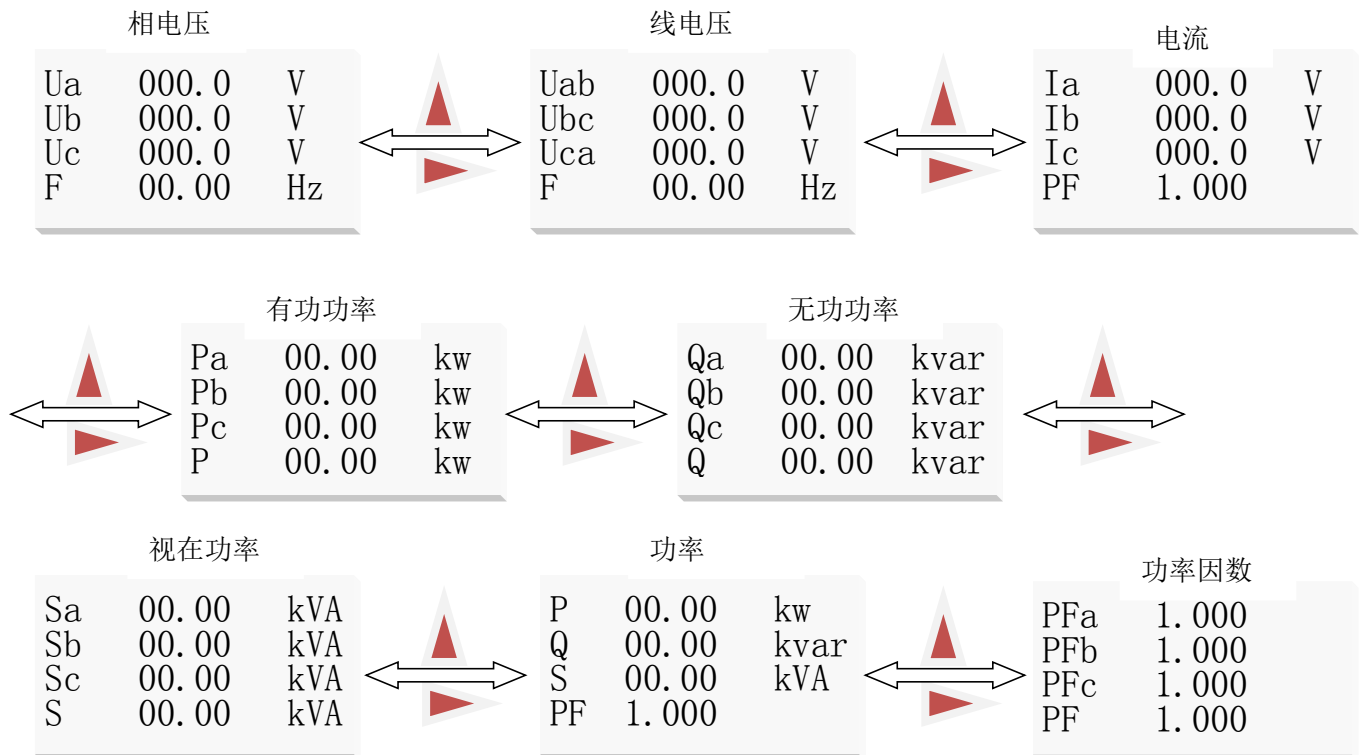 相电压
Ua 000.0 V
Ub 000.0 V
Uc 000.0 V
F 00.00 Hz
线电压
Uab 000.0 V
Ubc 000.0 V
Uca 000.0 V
F 00.00 Hz
电流
Ia 000.0 V
Ib 000.0 V
Ic 000.0 V
PF 1.000
有功功率
Pa 00.00 kw
Pb 00.00 kw
Pc 00.00 kw
P 00.00 kw
无功功率
Qa 00.00 kvar
Qb 00.00 kvar
Qc 00.00 kvar
Q 00.00 kvar
视在功率
Sa 00.00 kVA
Sb 00.00 kVA
Sc 00.00 kVA
S 00.00 kVA
功率
P 00.00 kw
Q 00.00 kvar
S 00.00 kVA
PF 1.000
功率因数
PFa 1.000
PFb 1.000
PFc 1.000
PF 1.000